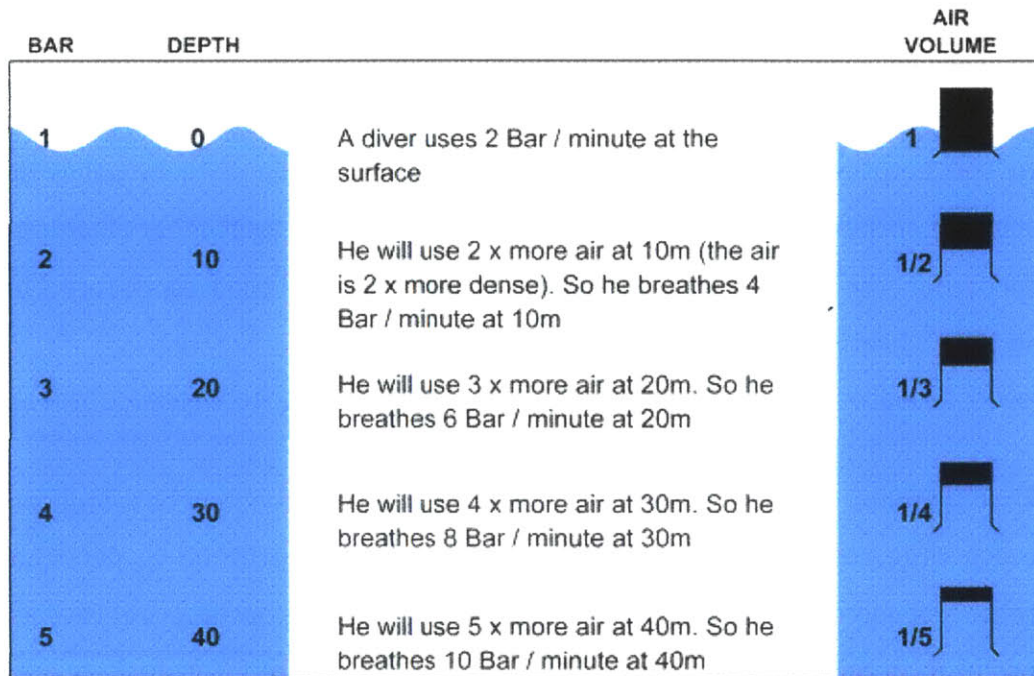 BAR DEPTH AIR VOLUME
1 0 A diver uses 2 Bar / minute at the 1
surface
2 10 He will use 2 x more air at 10m (the air 1/2
is 2 x more dense). So he breathes 4
Bar / minute at 10m
3 20 He will use 3 x more air at 20m. So he 1/3
breathes 6 Bar / minute at 20m
4 30 He will use 4 x more air at 30m. So he 1/4
breathes 8 Bar / minute at 30m
5 40 He will use 5 x more air at 40m. So he 1/5
breathes 10 Bar / minute at 40m